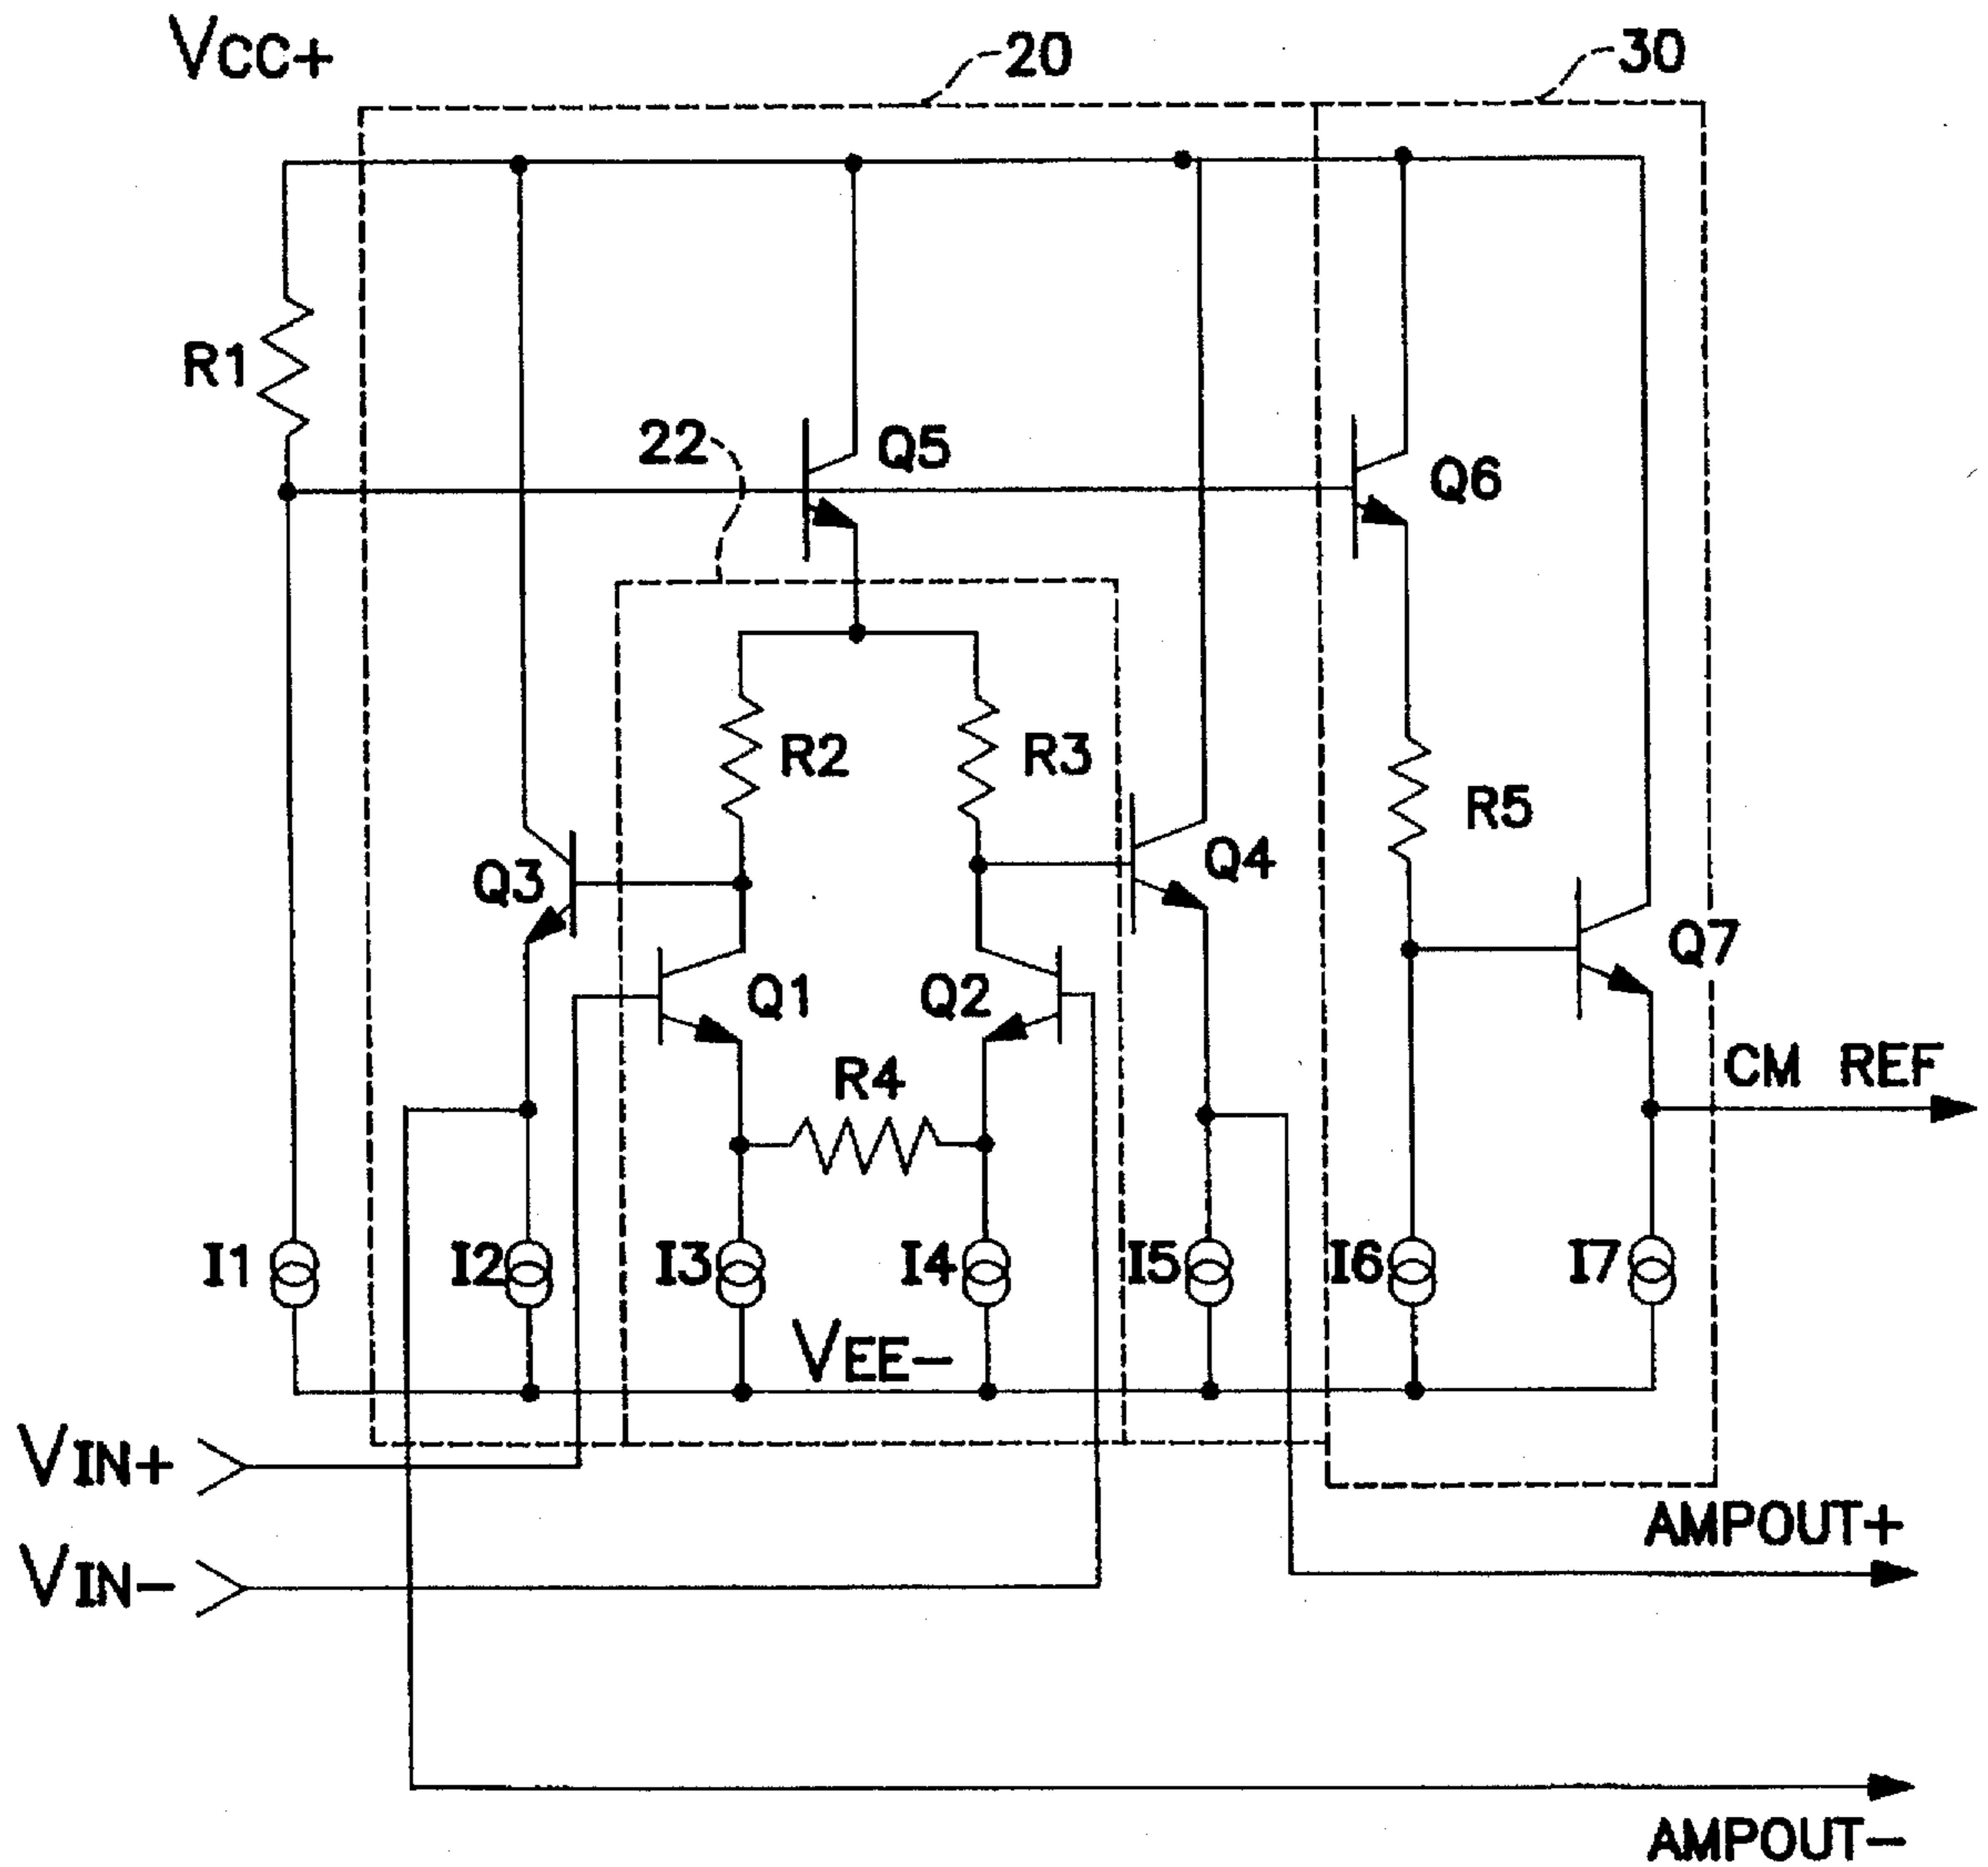 VCC+
20
30
R1
22
Q5
Q6
R2
R3
R5
Q3
Q4
Q7
Q1
Q2
R4
CM REF
I1
I2
I3
I4
I5
I6
I7
VEE-
VIN+
AMPOUT+
VIN-
AMPOUT-